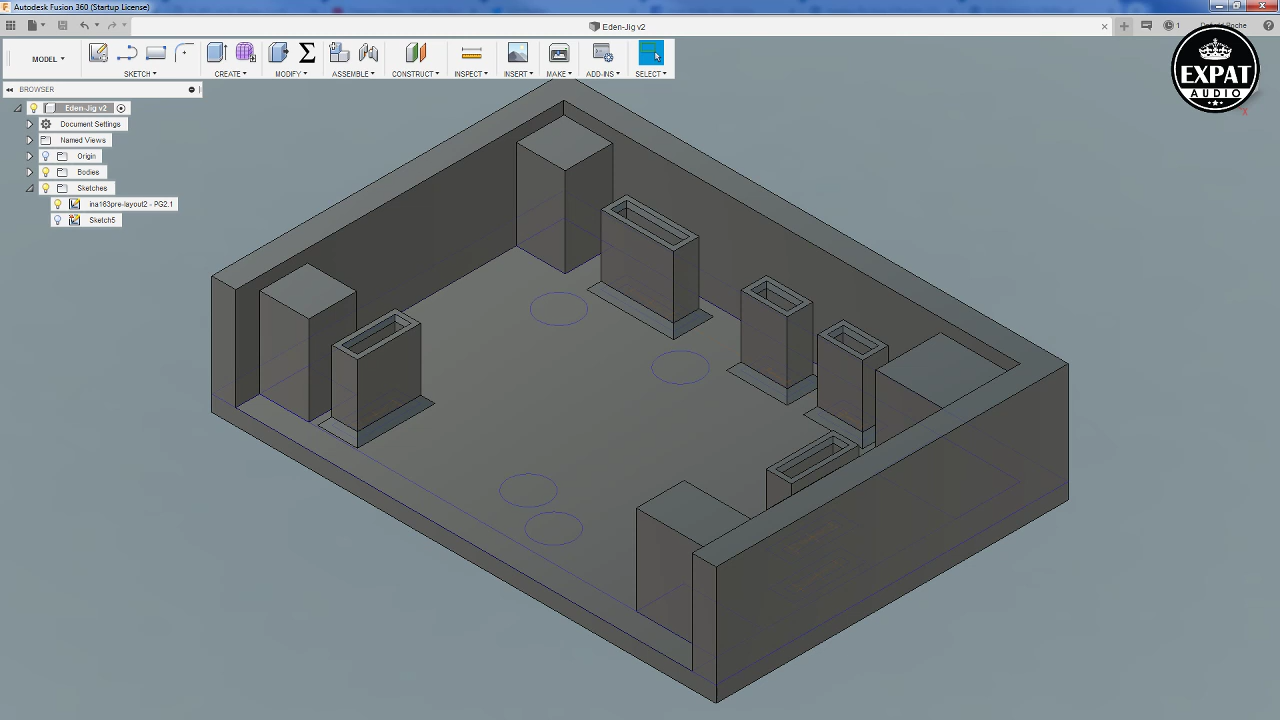 Autodesk Fusion 360 (Startup License)
Eden-Jig v2
1
MODEL
SKETCH
CREATE
MODIFY
ASSEMBLE
CONSTRUCT
INSPECT
INSERT
MAKE
ADD-INS
SELECT
EXPAT
AUDIO
BROWSER
Eden-Jig v2
Document Settings
Named Views
Origin
Bodies
Sketches
ina163pre-layout2 - PG2.1
Sketch5